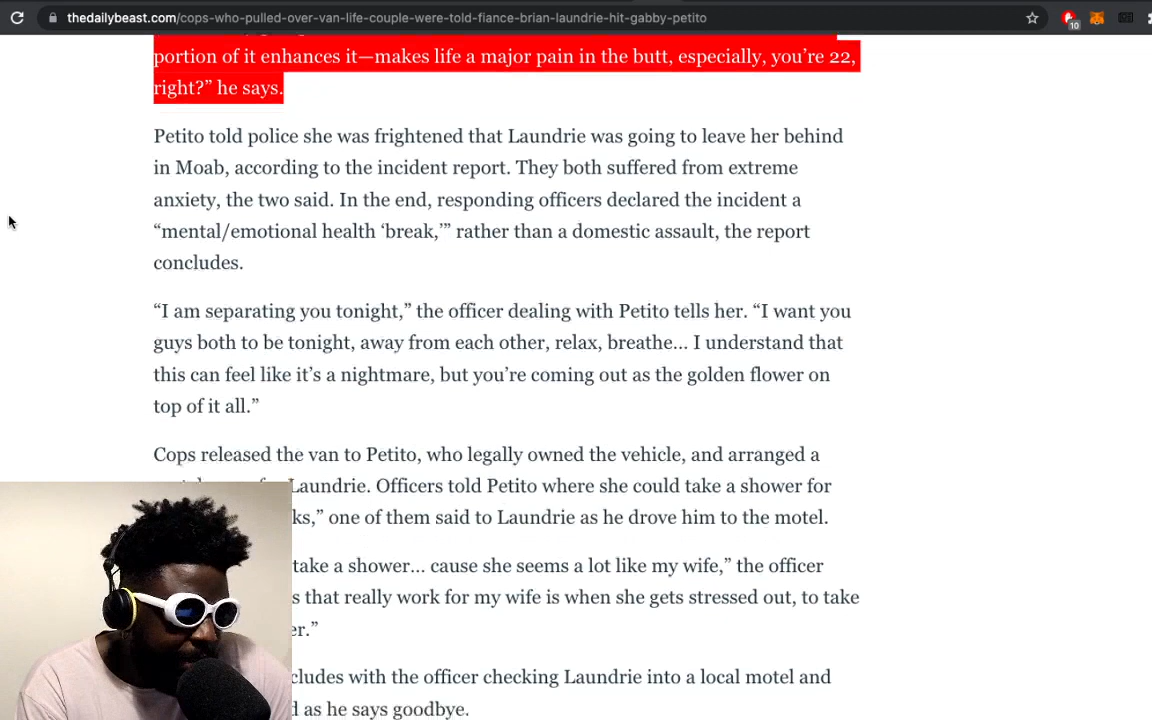 thedailybeast.com/cops-who-pulled-over-van-life-couple-were-told-fiance-brian-laundrie-hit-gabby-petito
10
portion of it enhances it—makes life a major pain in the butt, especially, you’re 22,
right?” he says.
Petito told police she was frightened that Laundrie was going to leave her behind
in Moab, according to the incident report. They both suffered from extreme
anxiety, the two said. In the end, responding officers declared the incident a
“mental/emotional health ‘break,’” rather than a domestic assault, the report
concludes.
“I am separating you tonight,” the officer dealing with Petito tells her. “I want you
guys both to be tonight, away from each other, relax, breathe… I understand that
this can feel like it’s a nightmare, but you’re coming out as the golden flower on
top of it all.”
Cops released the van to Petito, who legally owned the vehicle, and arranged a
Laundrie. Officers told Petito where she could take a shower for
ks,” one of them said to Laundrie as he drove him to the motel.
take a shower… cause she seems a lot like my wife,” the officer
s that really work for my wife is when she gets stressed out, to take
er.”
cludes with the officer checking Laundrie into a local motel and
d as he says goodbye.